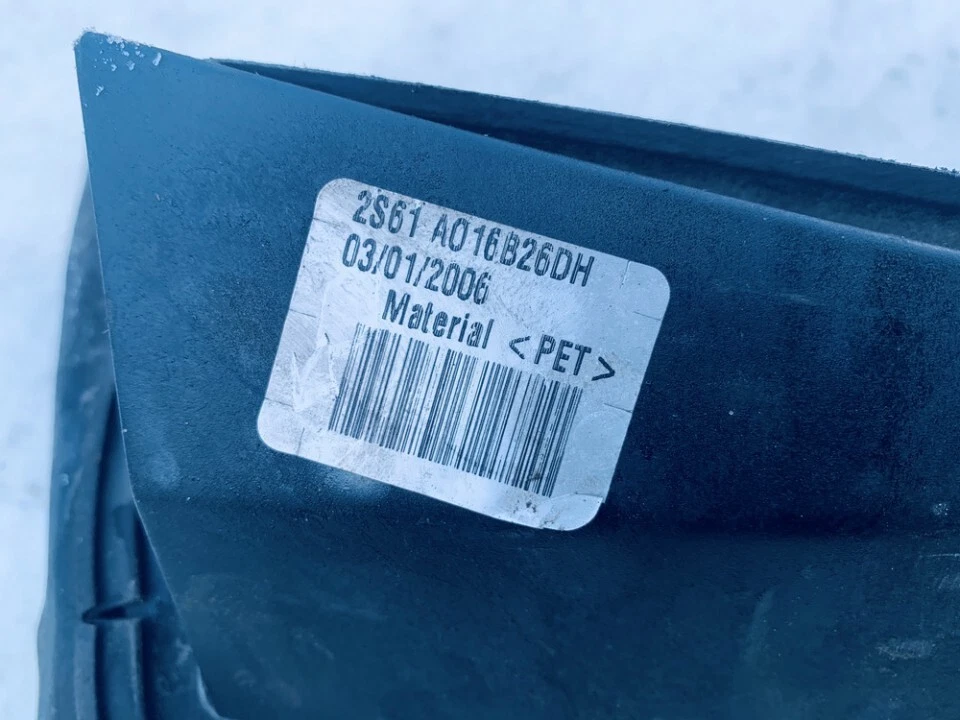 2S61 A016B26DH
03/01/2006
Material <PET>